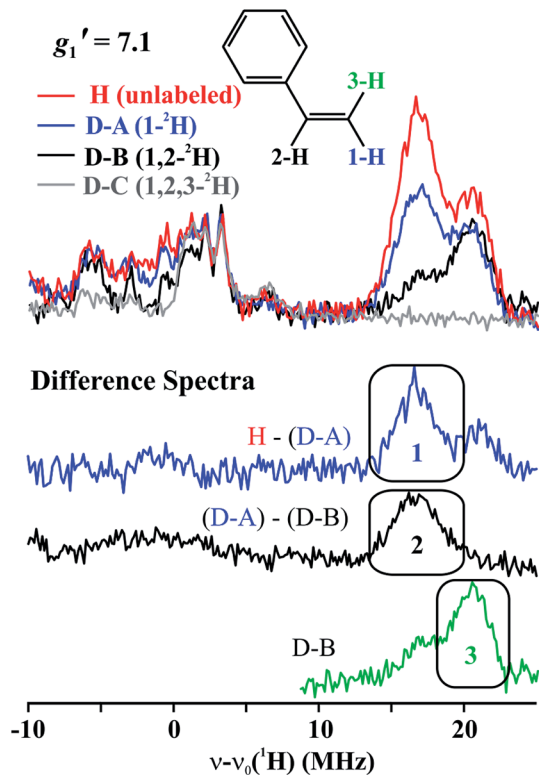 g₁′ = 7.1
H (unlabeled)
D-A (1-²H)
D-B (1,2-²H)
D-C (1,2,3-²H)
3-H
2-H
1-H
Difference Spectra
H - (D-A)
1
(D-A) - (D-B)
2
D-B
3
-10 0 10 20
ν-ν₀(¹H) (MHz)